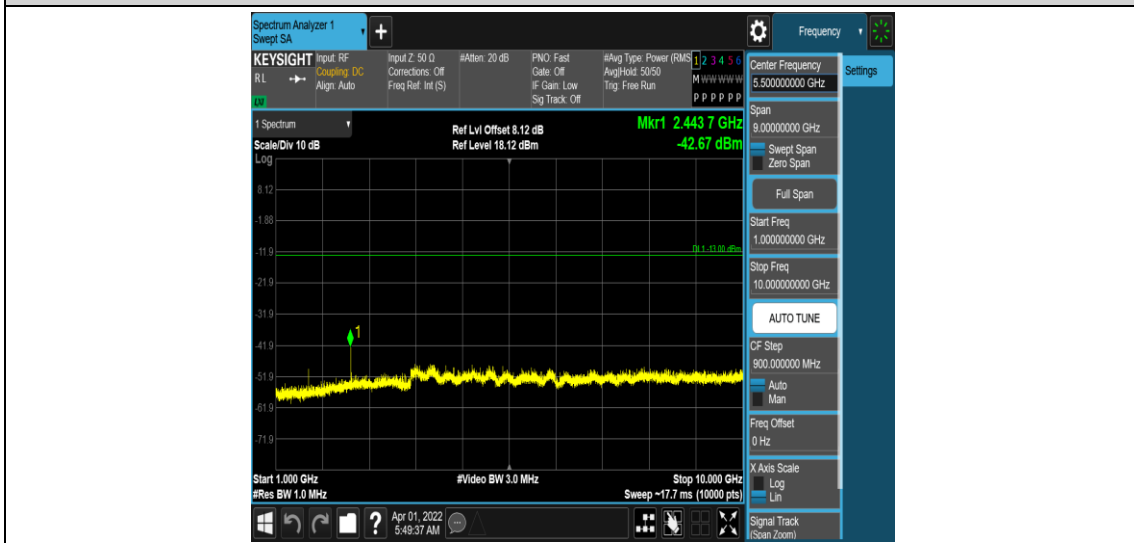 Spectrum Analyzer 1
Swept SA
Frequency
KEYSIGHT
RL
Input: RF
Coupling: DC
Align: Auto
Input Z: 50 Ω
Corrections: Off
Freq Ref: Int (S)
#Atten: 20 dB
PNO: Fast
Gate: Off
IF Gain: Low
Sig Track: Off
#Avg Type: Power (RMS
Avg|Hold: 50/50
Trig: Free Run
1 2 3 4 5 6
M W W W W W
P P P P P P
1 Spectrum
Scale/Div 10 dB
Log
Ref Lvl Offset 8.12 dB
Ref Level 18.12 dBm
Mkr1 2.443 7 GHz
-42.67 dBm
8.12
-1.88
-11.9
DL1 -13.00 dBm
-21.9
-31.9
1
-41.9
-51.9
-61.9
-71.9
Start 1.000 GHz
#Video BW 3.0 MHz
Stop 10.000 GHz
#Res BW 1.0 MHz
Sweep ~17.7 ms (10000 pts)
?
Apr 01, 2022
5:49:37 AM
Center Frequency
5.500000000 GHz
Settings
Span
9.00000000 GHz
Swept Span
Zero Span
Full Span
Start Freq
1.000000000 GHz
Stop Freq
10.000000000 GHz
AUTO TUNE
CF Step
900.000000 MHz
Auto
Man
Freq Offset
0 Hz
X Axis Scale
Log
Lin
Signal Track
(Span Zoom)